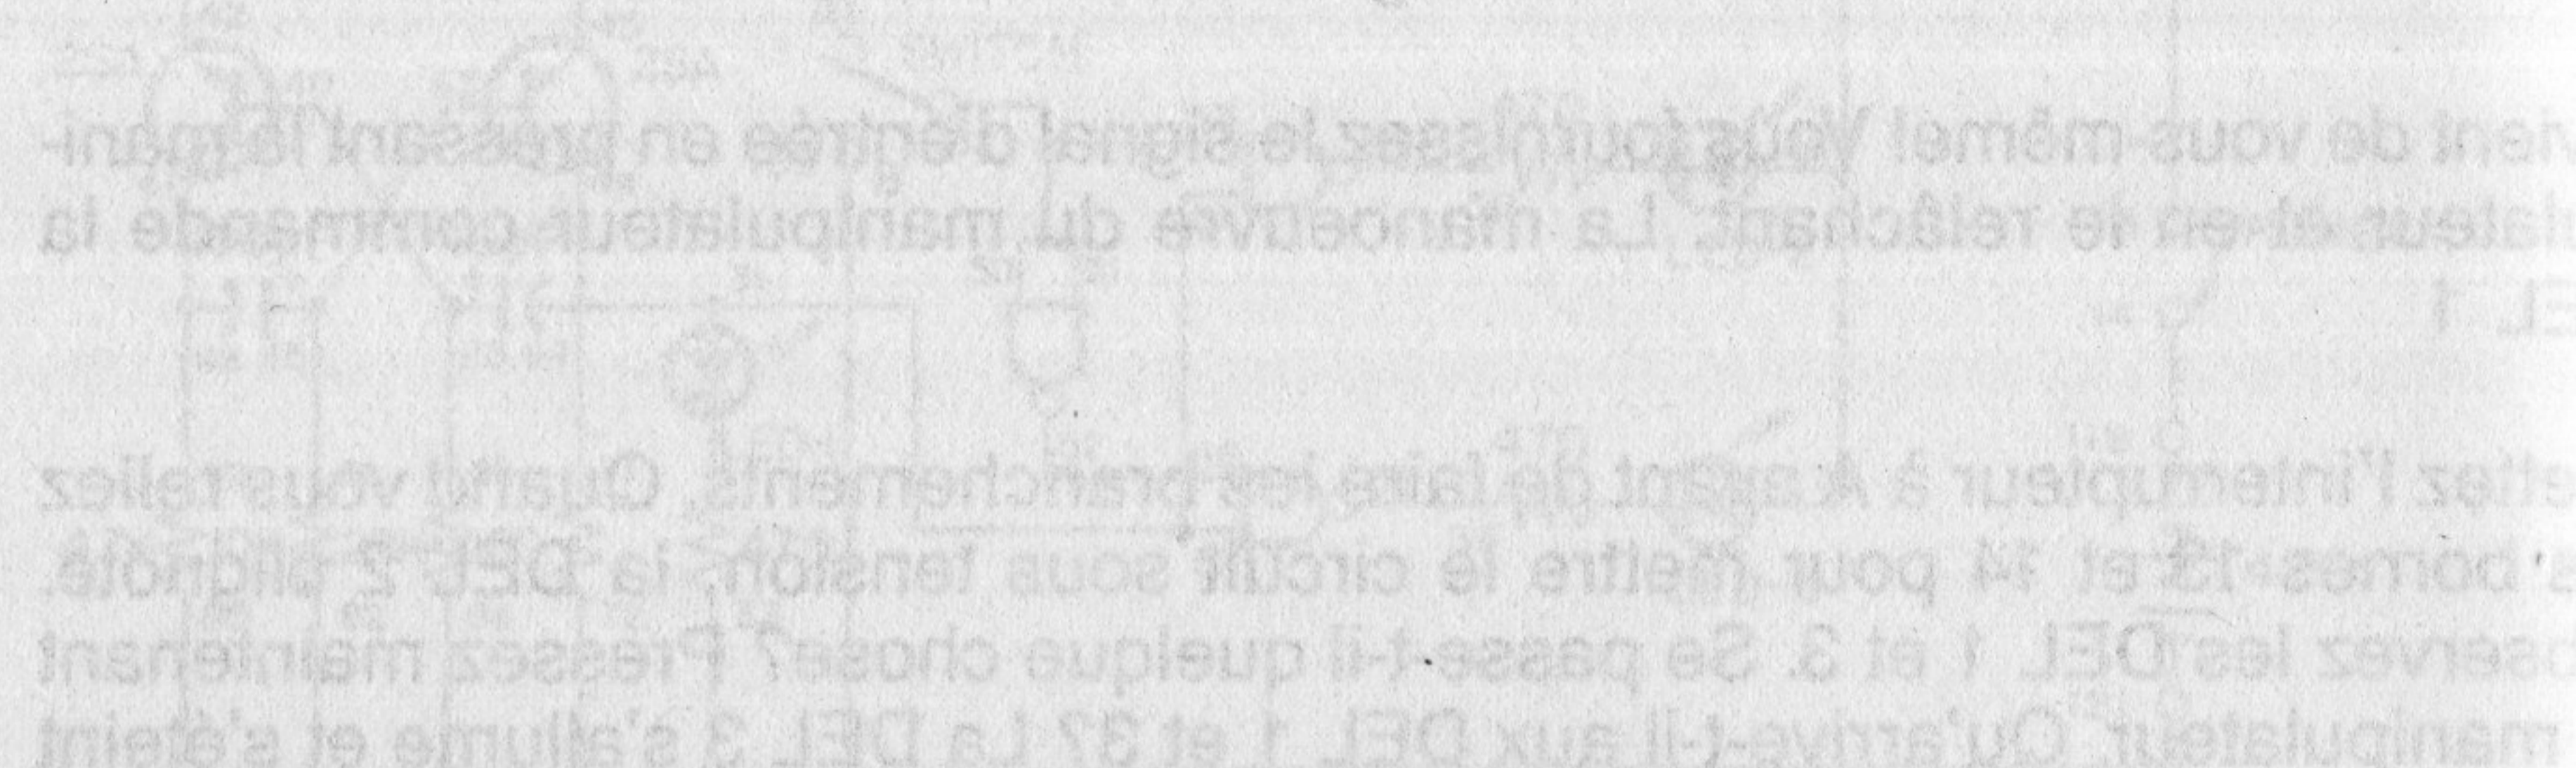 ient de vous-même! Vous fournissez le signal d'entrée en pressant le mani-
lateur et en le relâchant. La manoeuvre du manipulateur commande la
EL 1
ettez l'interrupteur à A avant de faire les branchements. Quand vous reliez
s bornes 13 et 14 pour mettre le circuit sous tension, la DEL 2 clignote.
servez les DEL 1 et 3. Se passe-t-il quelque chose? Pressez maintenant
manipulateur. Qu'arrive-t-il aux DEL 1 et 3? La DEL 3 s'allume et s'éteint